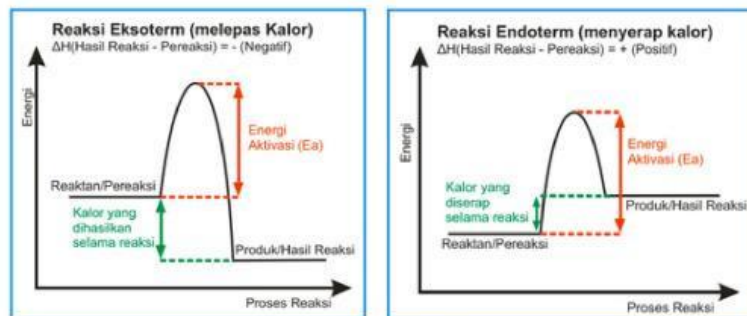 Reaksi Eksoterm (melepas Kalor)
ΔH(Hasil Reaksi - Pereaksi) = - (Negatif)
Energi
Energi
Aktivasi (Ea)
Reaktan/Pereaksi
Kalor yang
dihasilkan
selama reaksi
Produk/Hasil Reaksi
Proses Reaksi
Reaksi Endoterm (menyerap kalor)
ΔH(Hasil Reaksi - Pereaksi) = + (Positif)
Energi
Energi
Aktivasi (Ea)
Kalor yang
diserap
selama reaksi
Produk/Hasil Reaksi
Reaktan/Pereaksi
Proses Reaksi